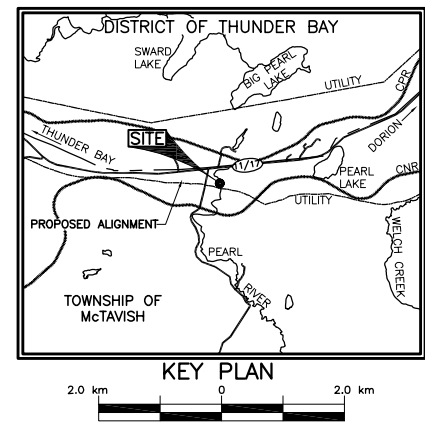 DISTRICT OF THUNDER BAY
SWARD
LAKE
BIG PEARL
LAKE
UTILITY
CPR
THUNDER BAY
SITE
11/17
DORION
PEARL
LAKE
CNR
UTILITY
PROPOSED ALIGNMENT
PEARL
RIVER
WELCH CREEK
TOWNSHIP OF
McTAVISH
KEY PLAN
2.0 km 0 2.0 km